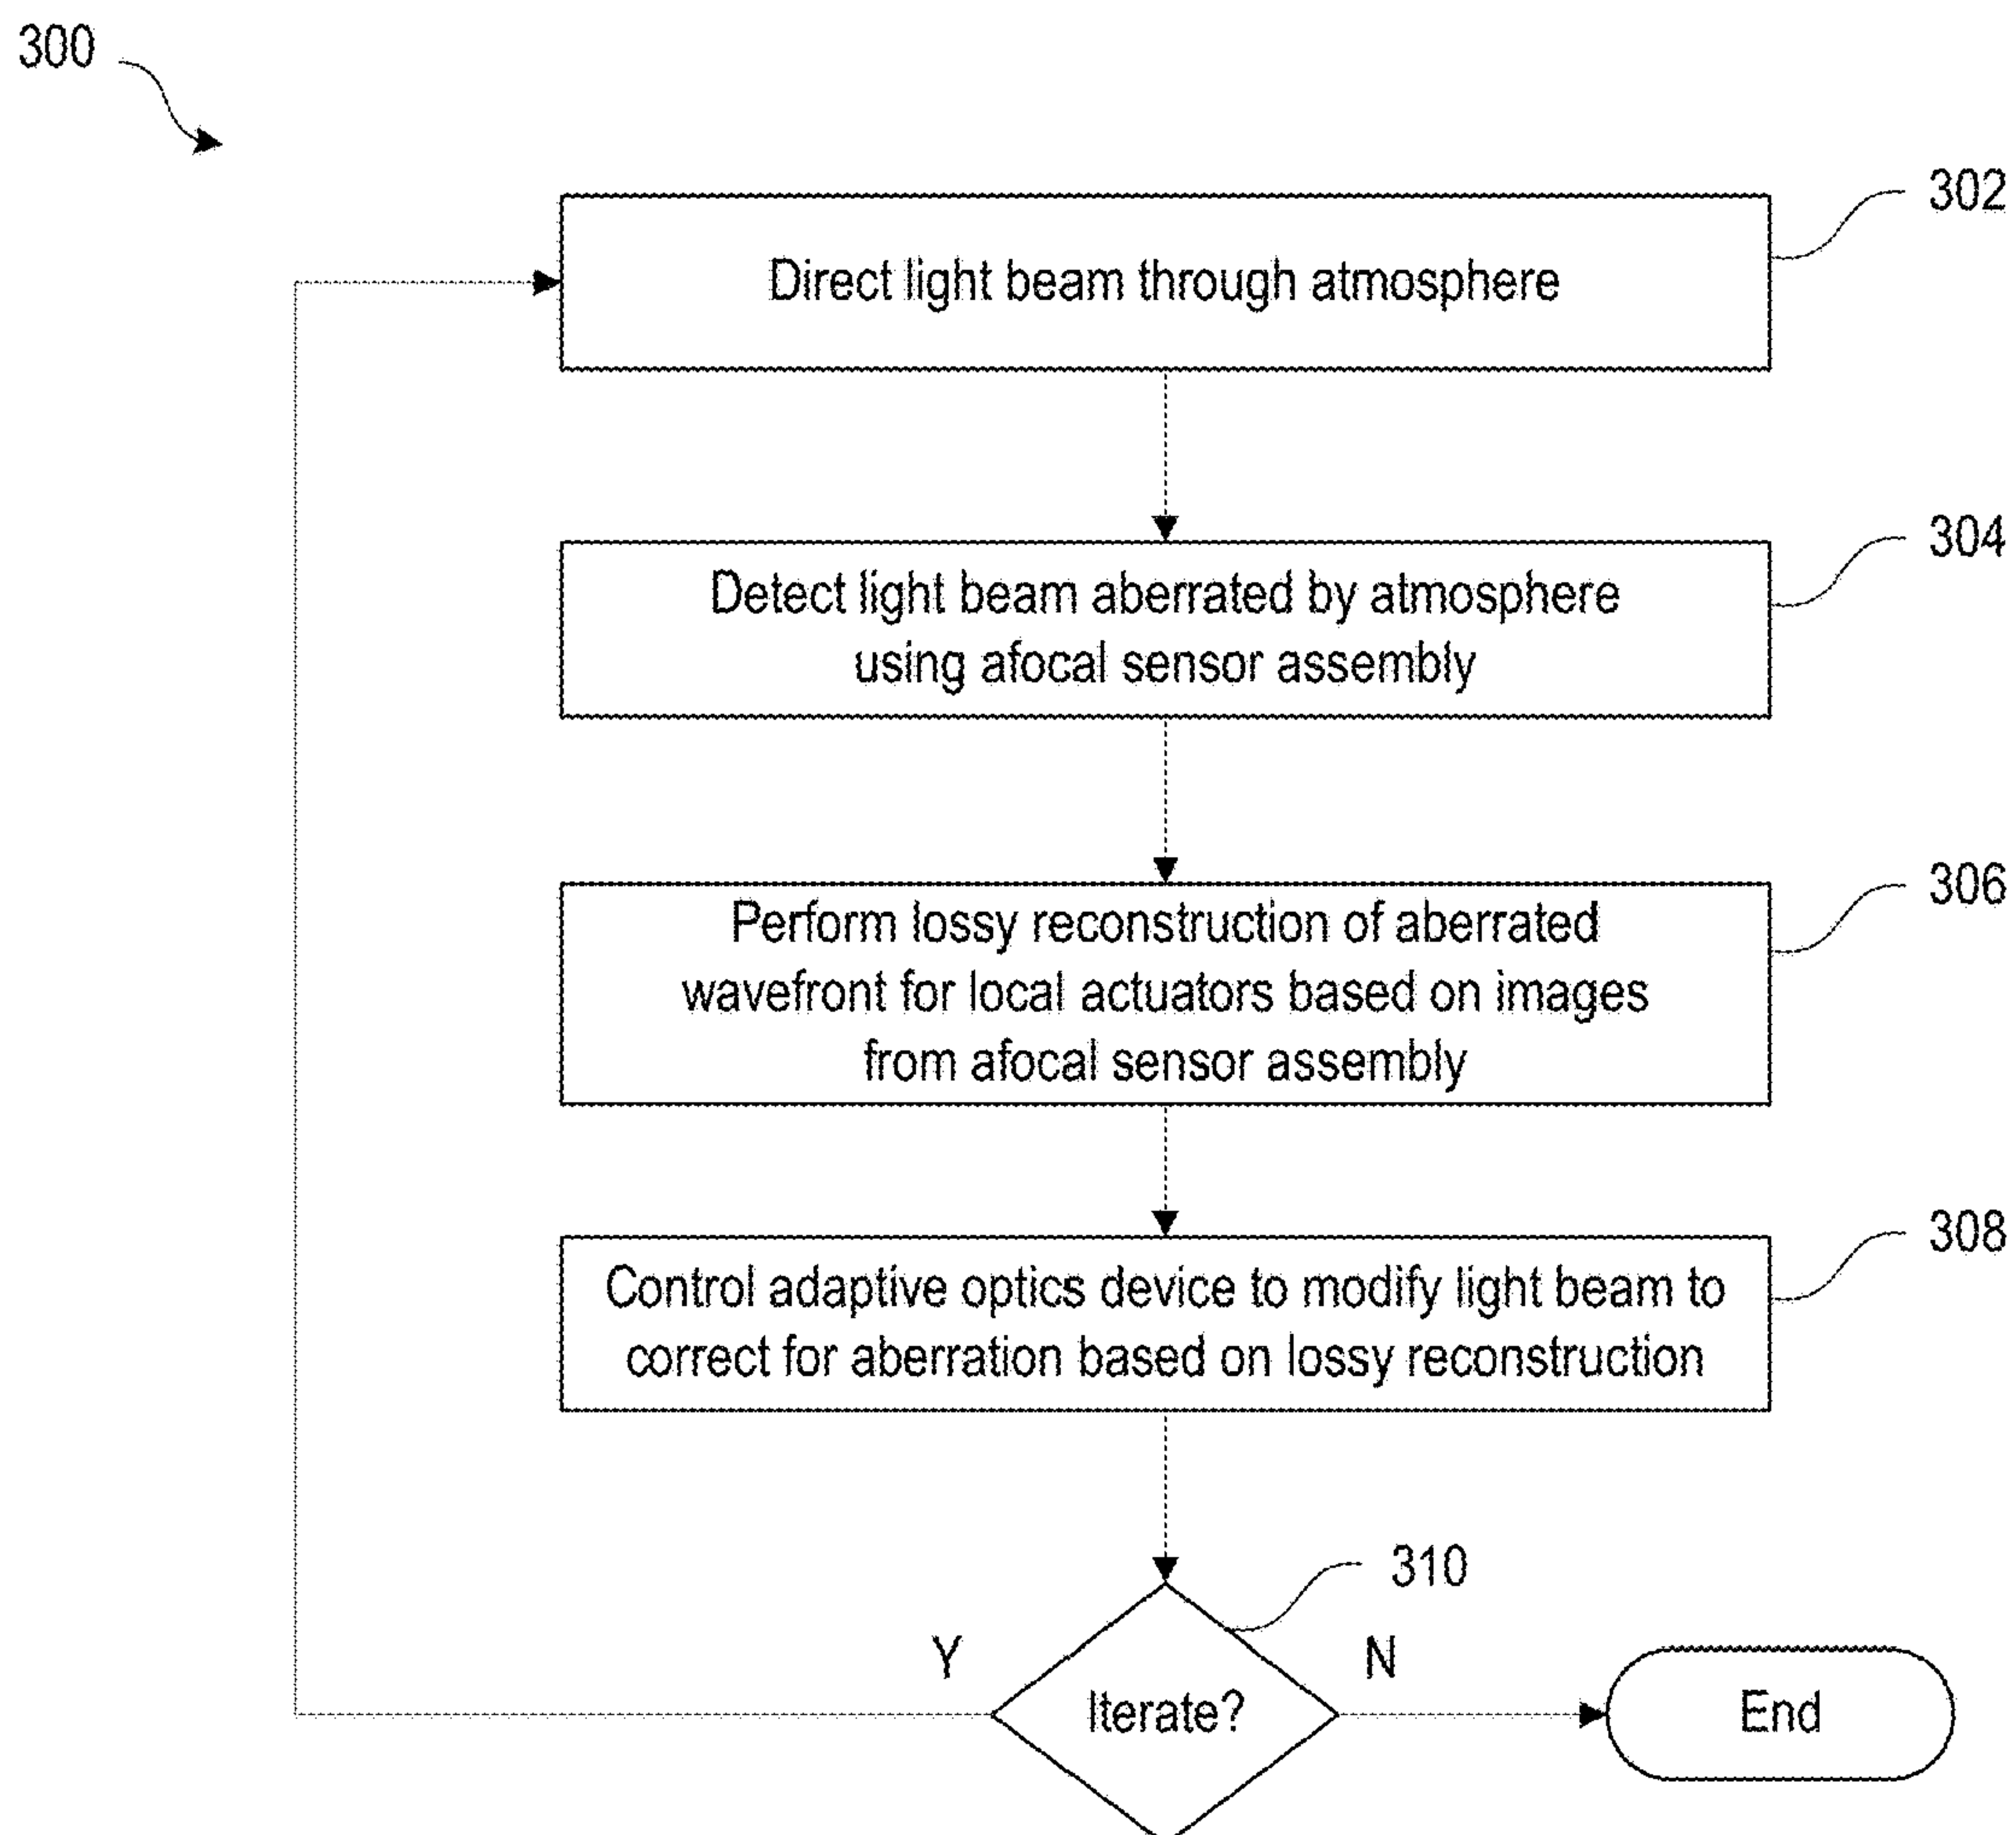 300
302
Direct light beam through atmosphere
304
Detect light beam aberrated by atmosphere
using afocal sensor assembly
306
Perform lossy reconstruction of aberrated
wavefront for local actuators based on images
from afocal sensor assembly
308
Control adaptive optics device to modify light beam to
correct for aberration based on lossy reconstruction
310
Y
N
Iterate?
End